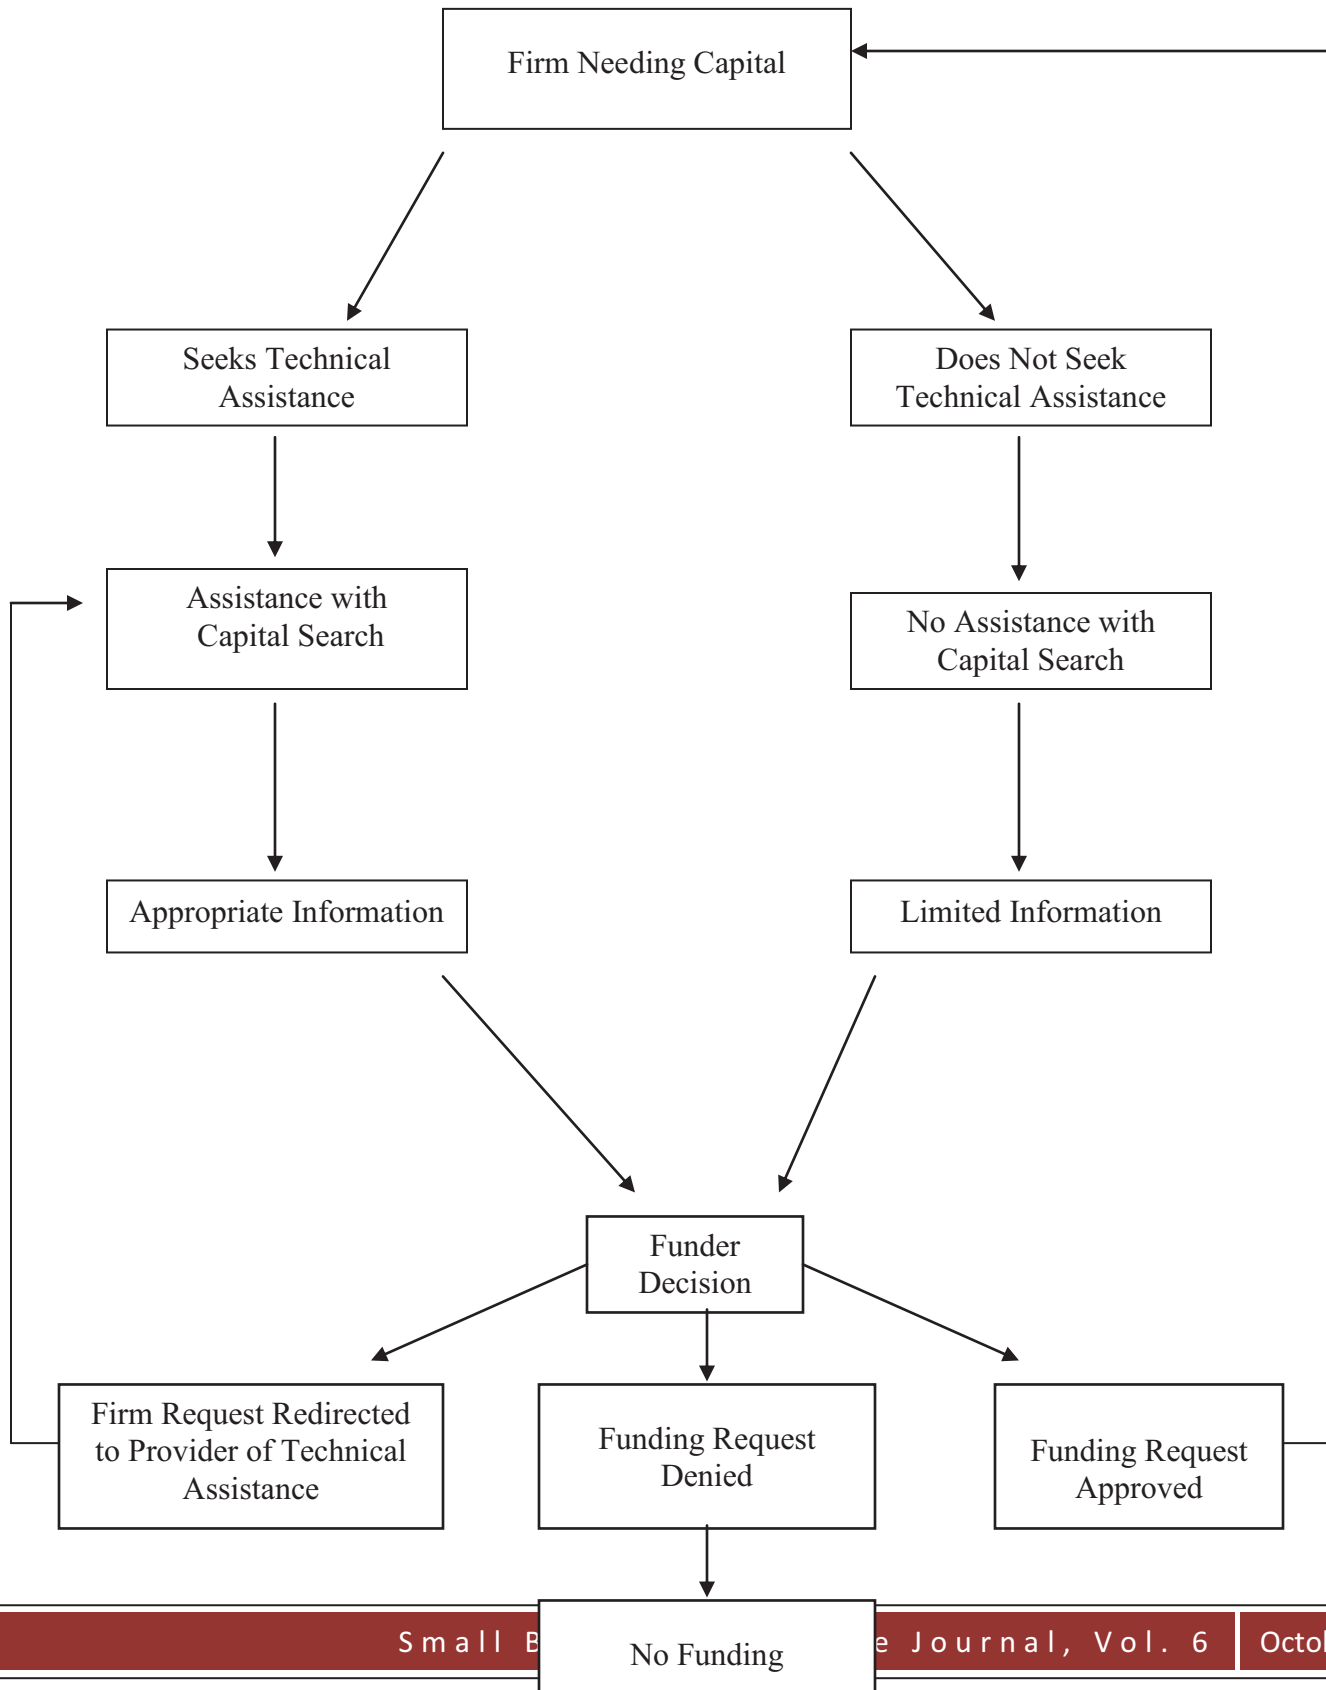 Firm Needing Capital
Seeks Technical
Assistance
Does Not Seek
Technical Assistance
Assistance with
Capital Search
No Assistance with
Capital Search
Appropriate Information
Limited Information
Funder
Decision
Firm Request Redirected
to Provider of Technical
Assistance
Funding Request
Denied
Funding Request
Approved
No Funding
Small B
e Journal, Vol. 6
Octo